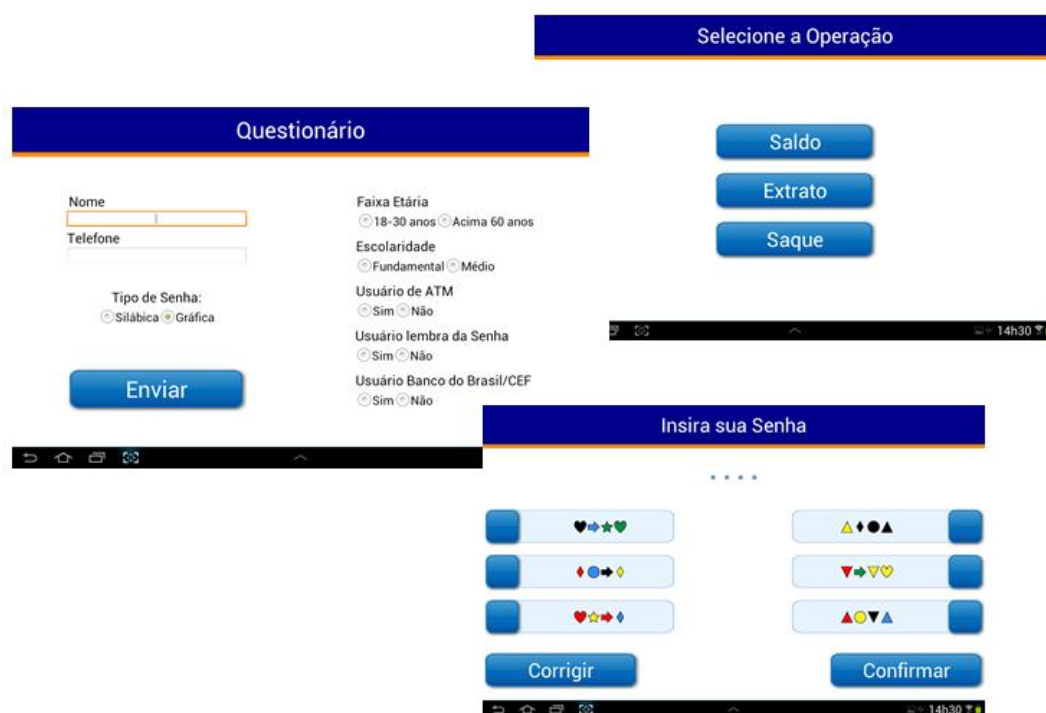 Selecione a Operação
Saldo
Extrato
Saque
14h30
Questionário
Nome
Telefone
Tipo de Senha:
Silábica Gráfica
Enviar
Faixa Etária
18-30 anos Acima 60 anos
Escolaridade
Fundamental Médio
Usuário de ATM
Sim Não
Usuário lembra da Senha
Sim Não
Usuário Banco do Brasil/CEF
Sim Não
Insira sua Senha
Corrigir
Confirmar
14h30